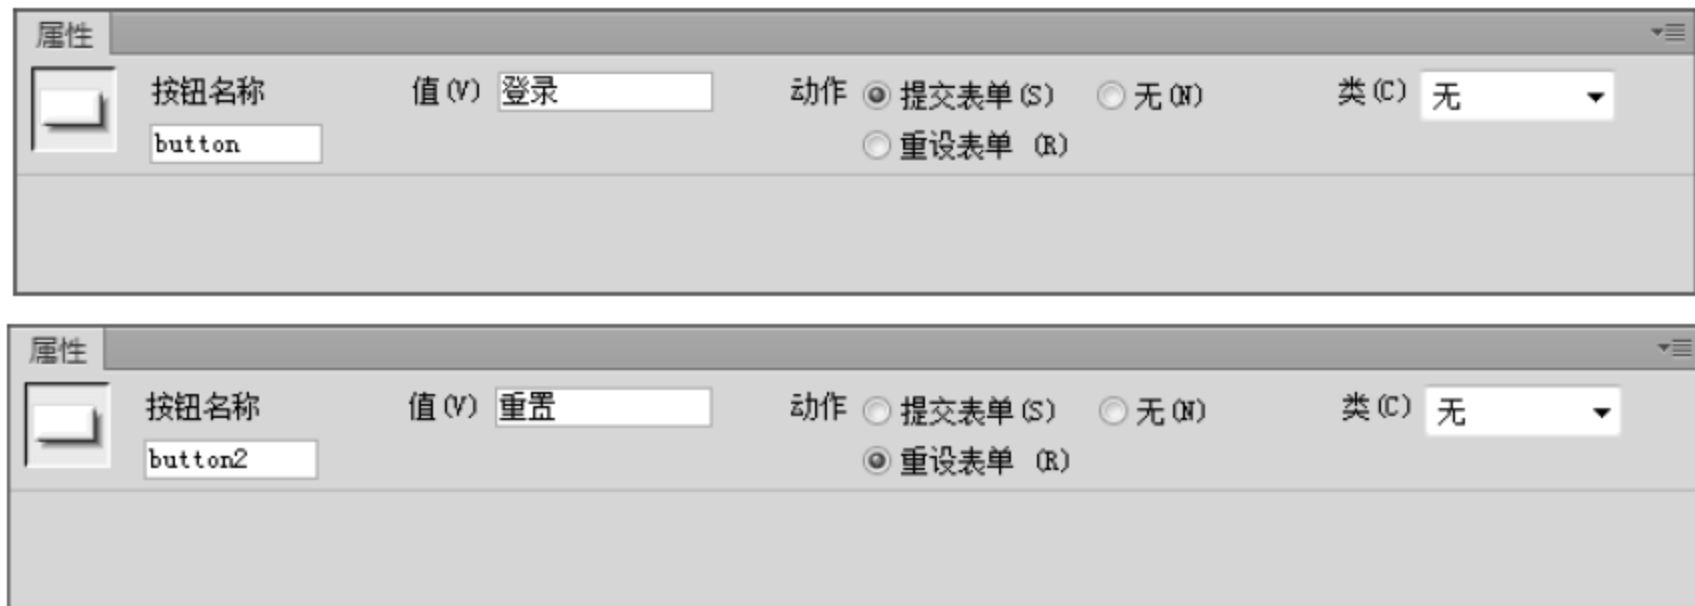 属性
按钮名称 值(V) 登录 动作 提交表单(S) 无(N) 类(C) 无
button 重设表单 (R)
属性
按钮名称 值(V) 重置 动作 提交表单(S) 无(N) 类(C) 无
button2 重设表单 (R)